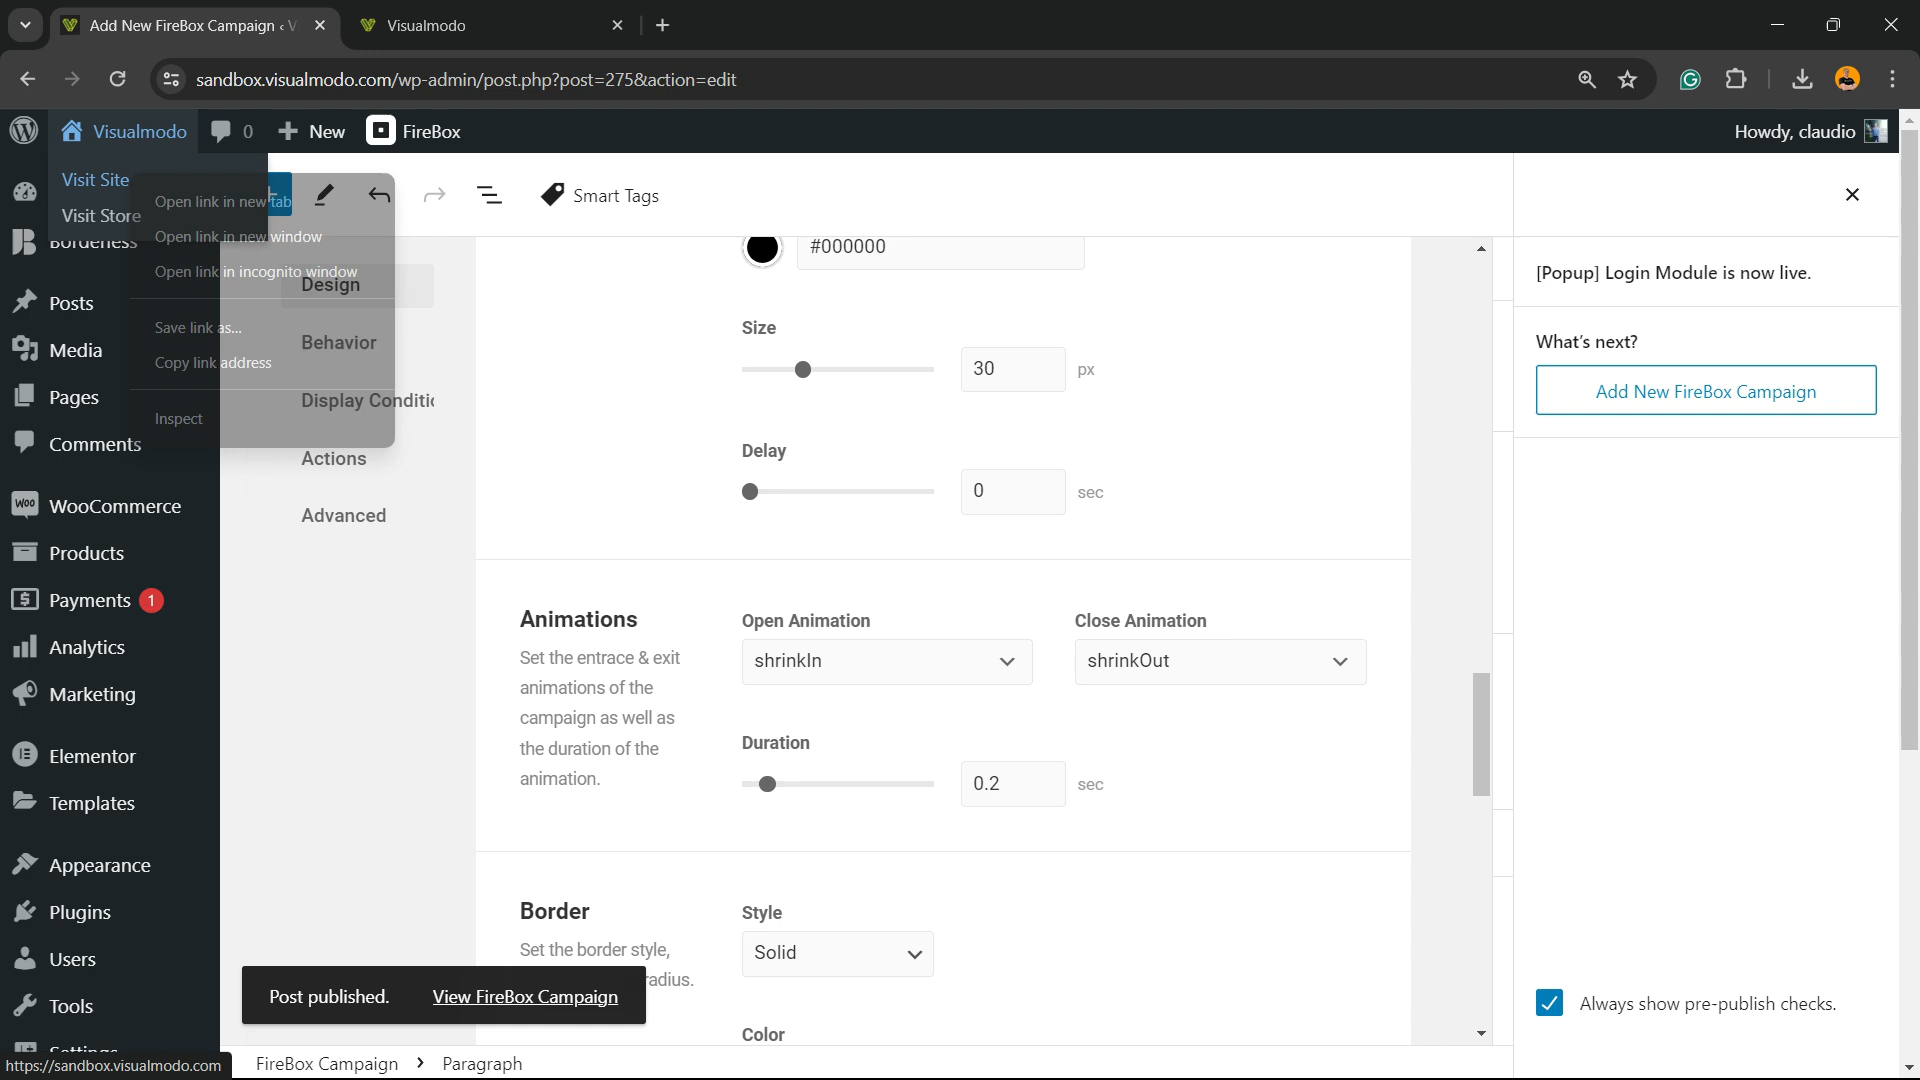 Add New FireBox Campaign ‹ V
Visualmodo
sandbox.visualmodo.com/wp-admin/post.php?post=275&action=edit
Visualmodo
0
New
FireBox
Howdy, claudio
Visit Site
Visit Store
Open link in new tab
Open link in new window
Open link in incognito window
Save link as...
Copy link address
Inspect
Smart Tags
Borderless
Posts
Media
Pages
Comments
WooCommerce
Products
Payments 1
Analytics
Marketing
Elementor
Templates
Appearance
Plugins
Users
Tools
Settings
Design
Behavior
Display Conditi
Actions
Advanced
#000000
Size
30 px
Delay
0 sec
Animations
Set the entrace & exit
animations of the
campaign as well as
the duration of the
animation.
Open Animation
shrinkIn
Close Animation
shrinkOut
Duration
0.2 sec
Border
Set the border style,
radius.
Style
Solid
Color
[Popup] Login Module is now live.
What's next?
Add New FireBox Campaign
Always show pre-publish checks.
Post published.
View FireBox Campaign
https://sandbox.visualmodo.com
FireBox Campaign › Paragraph